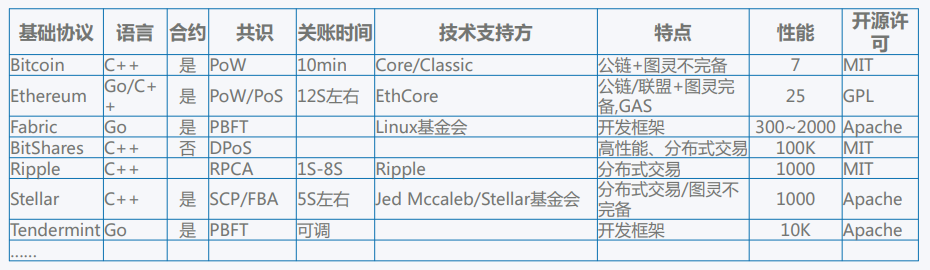 基础协议 语言 合约 共识 关账时间 技术支持方 特点 性能 开源许可
Bitcoin C++ 是 PoW 10min Core/Classic 公链+图灵不完备 7 MIT
Ethereum Go/C++ 是 PoW/PoS 12S左右 EthCore 公链/联盟+图灵完备,GAS 25 GPL
Fabric Go 是 PBFT Linux基金会 开发框架 300~2000 Apache
BitShares C++ 否 DPoS 高性能、分布式交易 100K MIT
Ripple C++ RPCA 1S-8S Ripple 分布式交易 1000 MIT
Stellar C++ 是 SCP/FBA 5S左右 Jed Mccaleb/Stellar基金会 分布式交易/图灵不完备 1000 Apache
Tendermint Go 是 PBFT 可调 开发框架 10K Apache
……